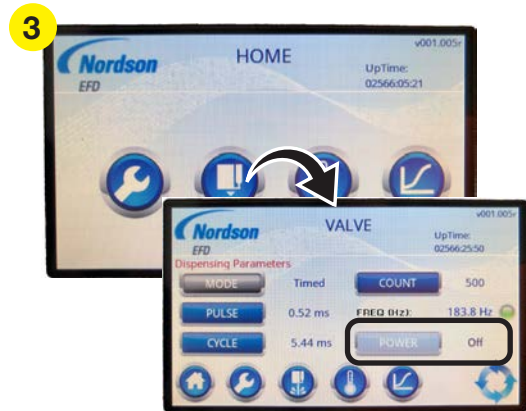 3
v001.005r
HOME
Nordson
EFD
UpTime:
02566:05:21
v001.005r
VALVE
Nordson
EFD
UpTime:
02566:25:50
Dispensing Parameters
MODE Timed COUNT 500
PULSE 0.52 ms FREQ (Hz): 183.8 Hz
CYCLE 5.44 ms POWER Off